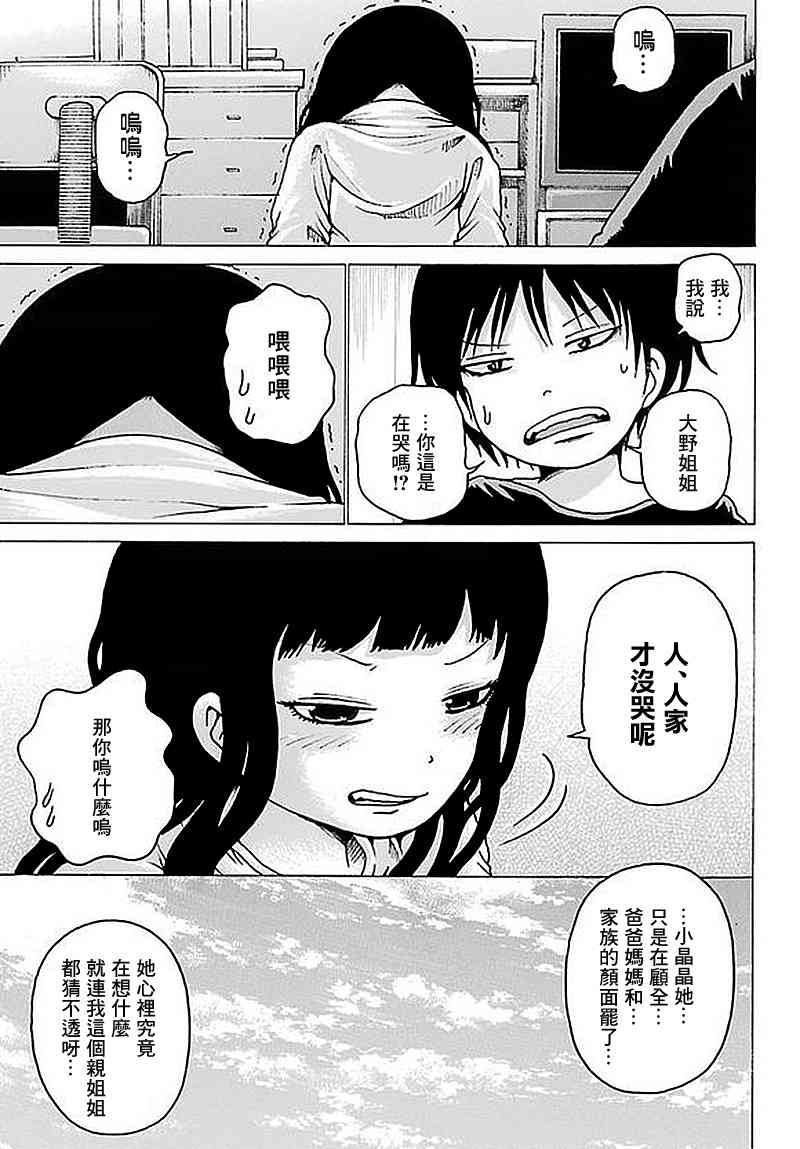 嗚…
嗚嗚…
我…
我說
大野姐姐
…你這是
在哭嗎!?
喂喂喂
人、人家
才沒哭呢
那你嗚什麼嗚
…小晶晶她…
只是在顧全…
爸爸媽媽和…
家族的顏面罷了…
她心裡究竟
在想什麼
就連我這個親姐姐
都猜不透呀…